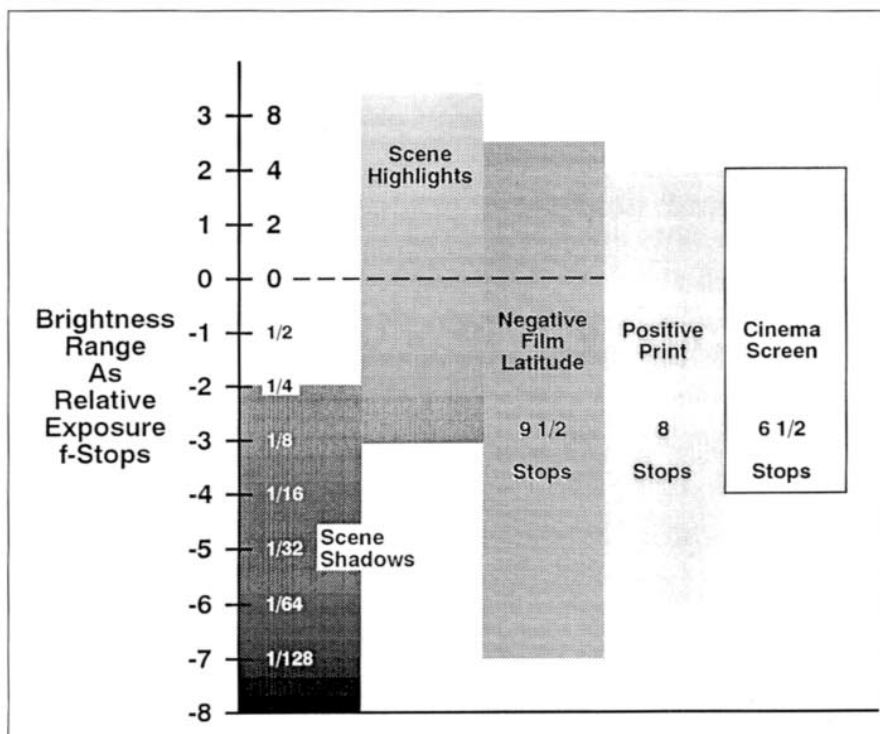 3 8
2 4
1 2
0 0
-1 1/2
-2 1/4
-3 1/8
-4 1/16
-5 1/32
-6 1/64
-7 1/128
-8
Brightness
Range
As
Relative
Exposure
f-Stops
Scene
Highlights
Scene
Shadows
Negative
Film
Latitude
9 1/2
Stops
Positive
Print
8
Stops
Cinema
Screen
6 1/2
Stops